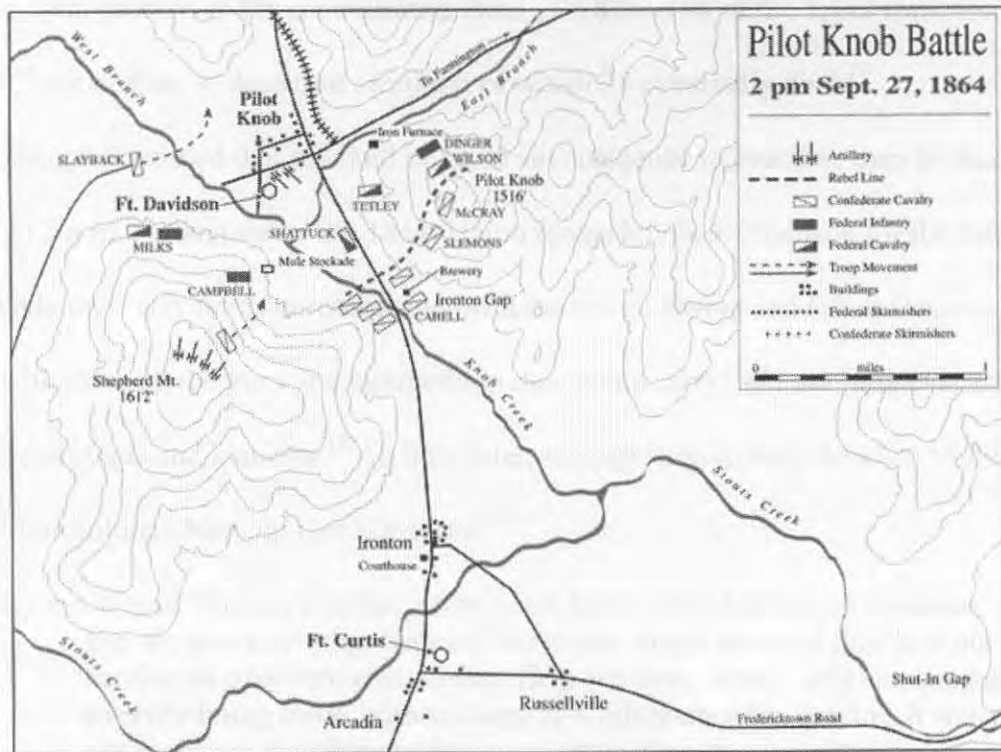 Pilot Knob Battle
2 pm Sept. 27, 1864
Artillery
Rebel Line
Confederate Cavalry
Federal Infantry
Federal Cavalry
Troop Movement
Buildings
Federal Skirmishers
Confederate Skirmishers
0
miles
West Branch
To Farmington
East Branch
Pilot
Knob
Iron Furnace
DINGER
WILSON
SLAYBACK
Pilot Knob
1516'
Ft. Davidson
TETLEY
McCRAY
MILKS
SHATTUCK
SLEMONS
Mule Stockade
Brewery
CAMPBELL
Ironton Gap
CABELL
Shepherd Mt.
1612'
Knob Creek
Stouts Creek
Ironton
Courthouse
Ft. Curtis
Stouts Creek
Shut-In Gap
Russellville
Arcadia
Fredericktown Road